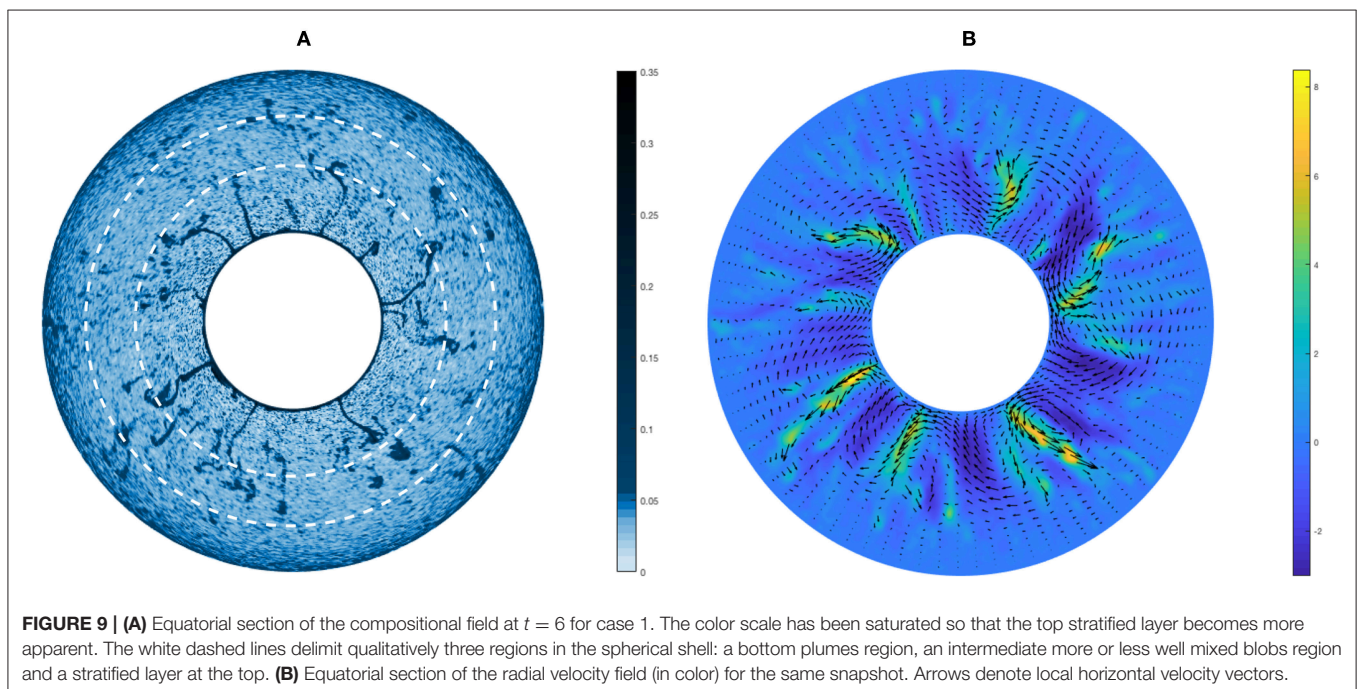 A
B
0.35
0.3
0.25
0.2
0.15
0.1
0.05
0
8
6
4
2
0
-2
FIGURE 9 | (A) Equatorial section of the compositional field at t = 6 for case 1. The color scale has been saturated so that the top stratified layer becomes more
apparent. The white dashed lines delimit qualitatively three regions in the spherical shell: a bottom plumes region, an intermediate more or less well mixed blobs region
and a stratified layer at the top. (B) Equatorial section of the radial velocity field (in color) for the same snapshot. Arrows denote local horizontal velocity vectors.